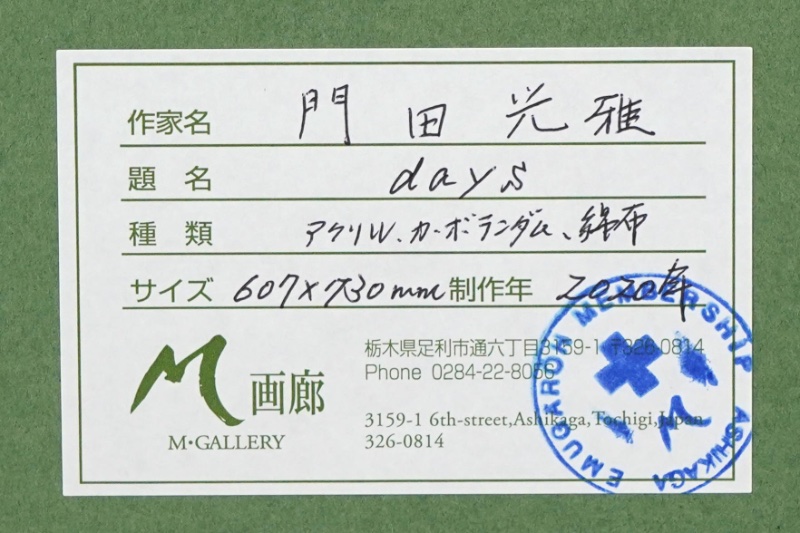 作家名 門田光雅
題名 days
種類 アクリル、カーボランダム、綿布
サイズ 607×730mm 制作年 2020年
M画廊
M・GALLERY
栃木県足利市通六丁目3159-1 〒326-0814
Phone 0284-22-8056
3159-1 6th-street,Ashikaga,Tochigi,Japan
326-0814
EMUGAROH MEMBERSHIP ASHIKAGA
M